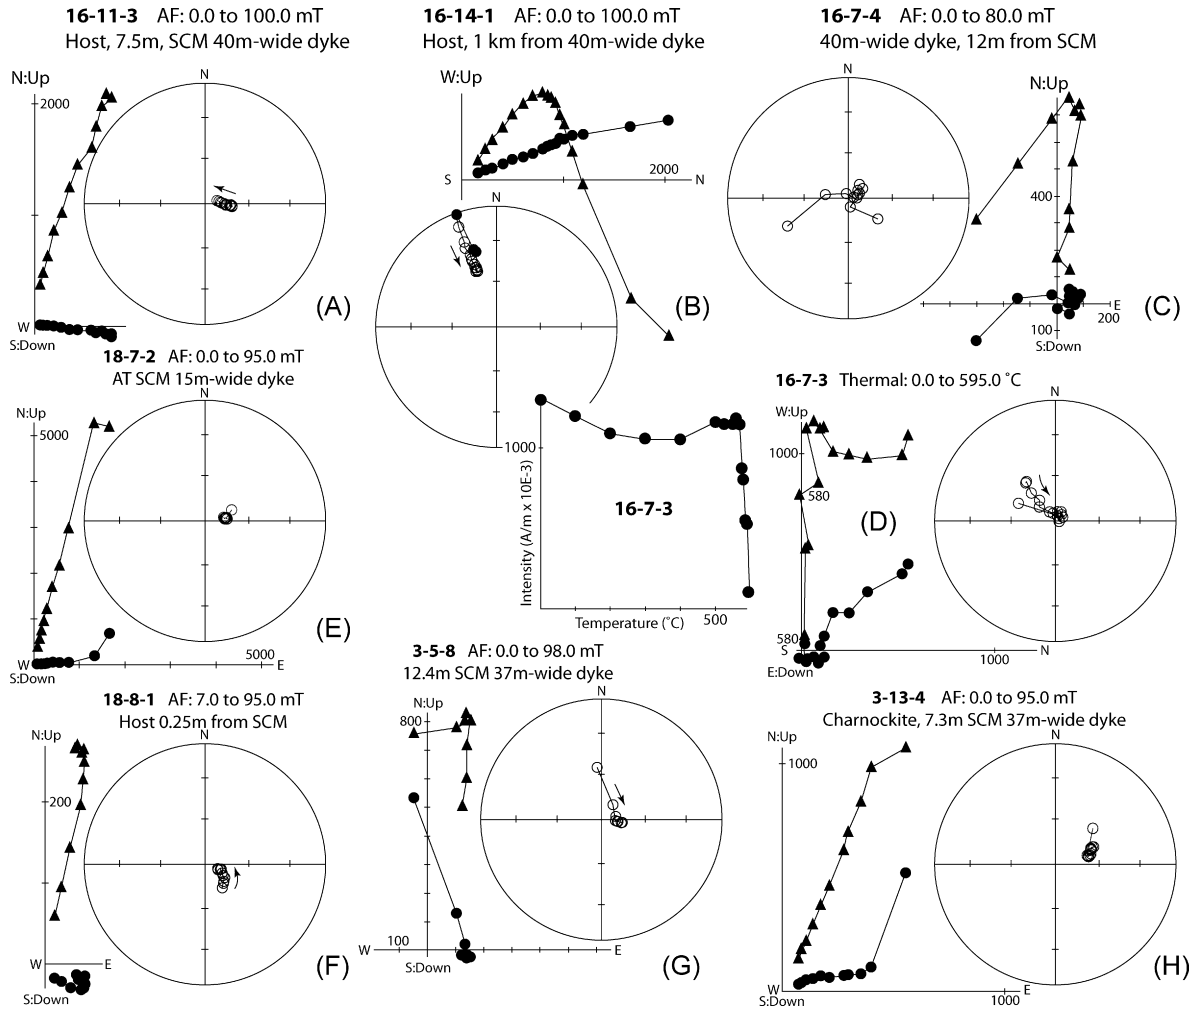 16-11-3 AF: 0.0 to 100.0 mT
Host, 7.5m, SCM 40m-wide dyke
N:Up
2000
N
W
S:Down
(A)
16-14-1 AF: 0.0 to 100.0 mT
Host, 1 km from 40m-wide dyke
W:Up
S
2000
N
N
(B)
16-7-4 AF: 0.0 to 80.0 mT
40m-wide dyke, 12m from SCM
N
N:Up
400
E
200
100
S:Down
(C)
16-7-3 Thermal: 0.0 to 595.0 ˚C
W:Up
1000
580
580
S
1000
N
E:Down
N
(D)
1000
Intensity (A/m x 10E-3)
16-7-3
Temperature (˚C)
500
18-7-2 AF: 0.0 to 95.0 mT
AT SCM 15m-wide dyke
N:Up
5000
N
W
S:Down
5000
E
(E)
18-8-1 AF: 7.0 to 95.0 mT
Host 0.25m from SCM
N:Up
200
N
W
E
S:Down
(F)
3-5-8 AF: 0.0 to 98.0 mT
12.4m SCM 37m-wide dyke
N:Up
800
N
W
100
E
S:Down
(G)
3-13-4 AF: 0.0 to 95.0 mT
Charnockite, 7.3m SCM 37m-wide dyke
N:Up
1000
N
W
S:Down
1000
E
(H)